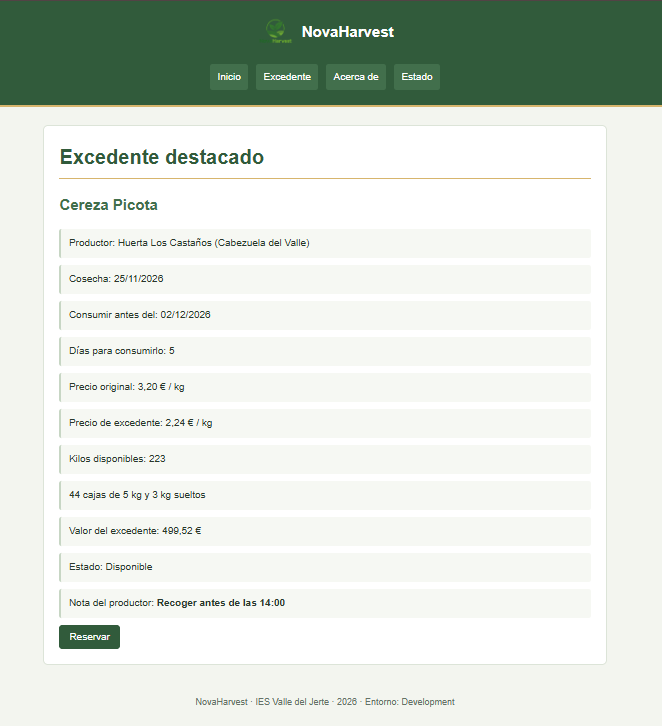 NovaHarvest
Inicio Excedente Acerca de Estado
Excedente destacado
Cereza Picota
Productor: Huerta Los Castaños (Cabezuela del Valle)
Cosecha: 25/11/2026
Consumir antes del: 02/12/2026
Días para consumirlo: 5
Precio original: 3,20 € / kg
Precio de excedente: 2,24 € / kg
Kilos disponibles: 223
44 cajas de 5 kg y 3 kg sueltos
Valor del excedente: 499,52 €
Estado: Disponible
Nota del productor: Recoger antes de las 14:00
Reservar
NovaHarvest · IES Valle del Jerte · 2026 · Entorno: Development